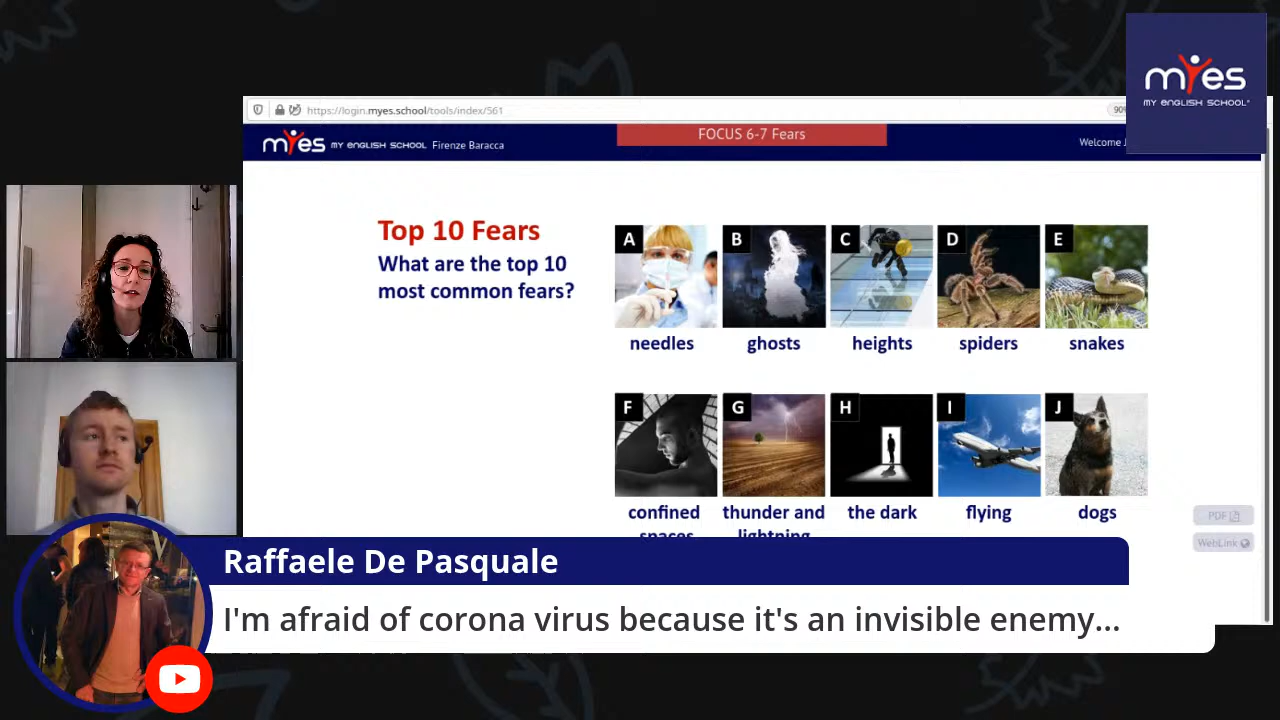 myes
MY ENGLISH SCHOOL
https://login.myes.school/tools/index/561
90%
myes MY ENGLISH SCHOOL Firenze Baracca
FOCUS 6-7 Fears
Welcome J
Top 10 Fears
What are the top 10
most common fears?
A
B
C
D
E
needles
ghosts
heights
spiders
snakes
F
G
H
I
J
confined
spaces
thunder and
lightning
the dark
flying
dogs
PDF
WebLink
Raffaele De Pasquale
I'm afraid of corona virus because it's an invisible enemy...